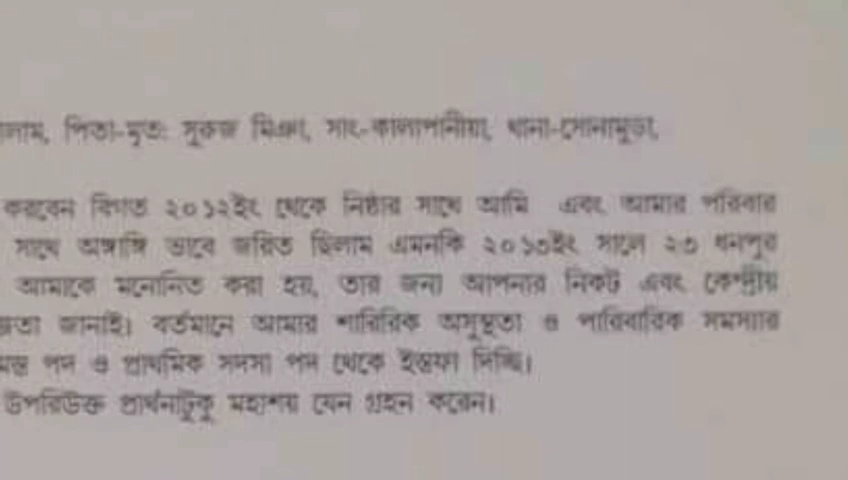 লাম, পিতা-মৃত: সুরুজ মিঞা, সাং-কালাপানিয়া, থানা-সোনামুড়া,
করবেন বিগত ২০১২ইং থেকে নিষ্ঠার সাথে আমি এবং আমার পরিবার
সাথে অঙ্গাঙ্গি ভাবে জরিত ছিলাম এমনকি ২০১৩ইং সালে ২৩ ধনপুর
আমাকে মনোনিত করা হয়, তার জন্য আপনার নিকট এবং কেন্দ্রীয়
জানাই। বর্তমানে আমার শারিরিক অসুস্থতা ও পারিবারিক সমস্যার
পদ ও প্রাথমিক সদস্য পদ থেকে ইস্তফা দিচ্ছি।
উপরিউক্ত প্রার্থনাটুকু মহাশয় যেন গ্রহন করেন।